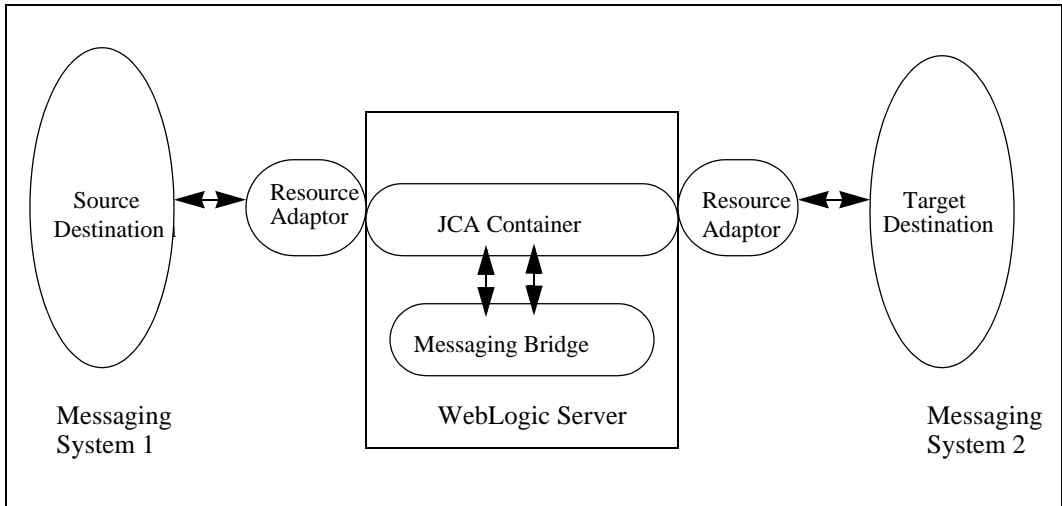 Source
Destination
Resource
Adaptor
JCA Container
Messaging Bridge
WebLogic Server
Resource
Adaptor
Target
Destination
Messaging
System 1
Messaging
System 2